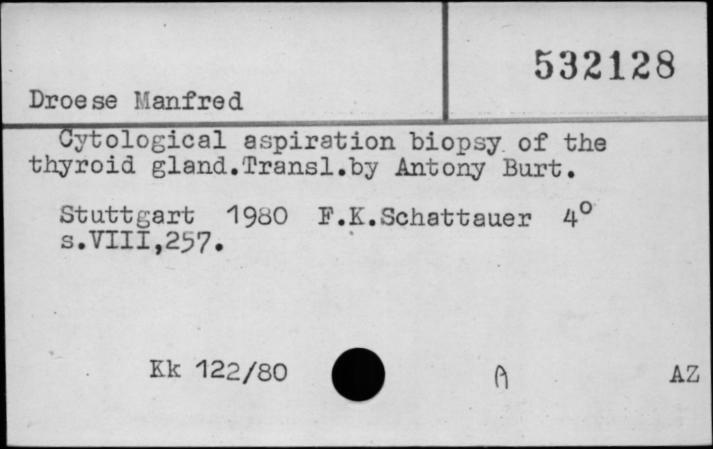 532128
Droese Manfred
Cytological aspiration biopsy of the
thyroid gland.Transl.by Antony Burt.
Stuttgart 1980 F.K.Schattauer 4°
s.VIII,257.
Kk 122/80 A AZ